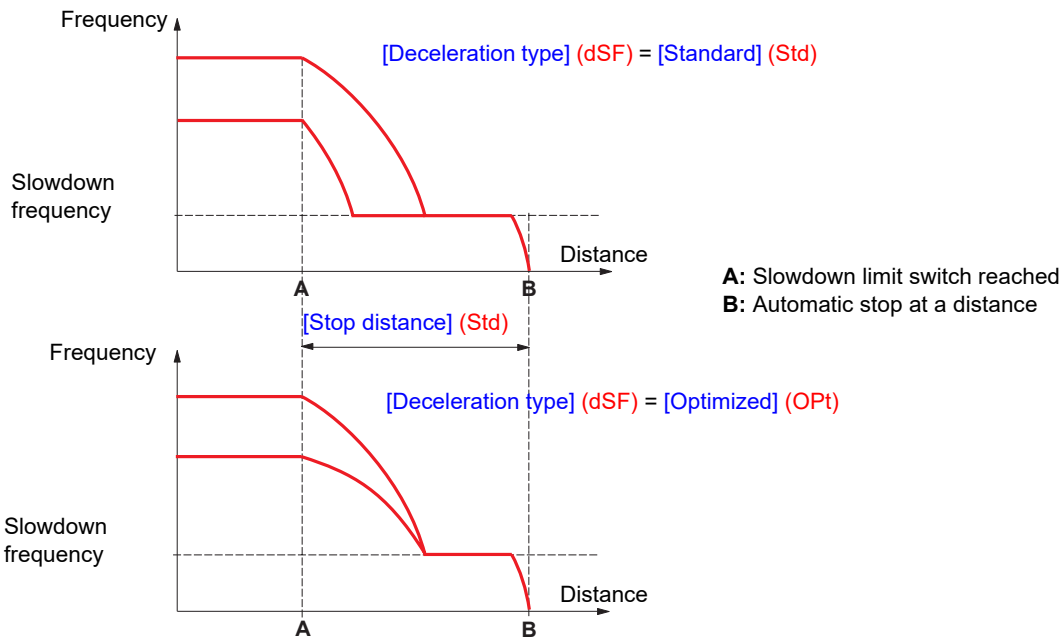 Frequency
[Deceleration type] (dSF) = [Standard] (Std)
Slowdown
frequency
Distance
A
B
A: Slowdown limit switch reached
B: Automatic stop at a distance
[Stop distance] (Std)
Frequency
[Deceleration type] (dSF) = [Optimized] (OPt)
Slowdown
frequency
Distance
A
B